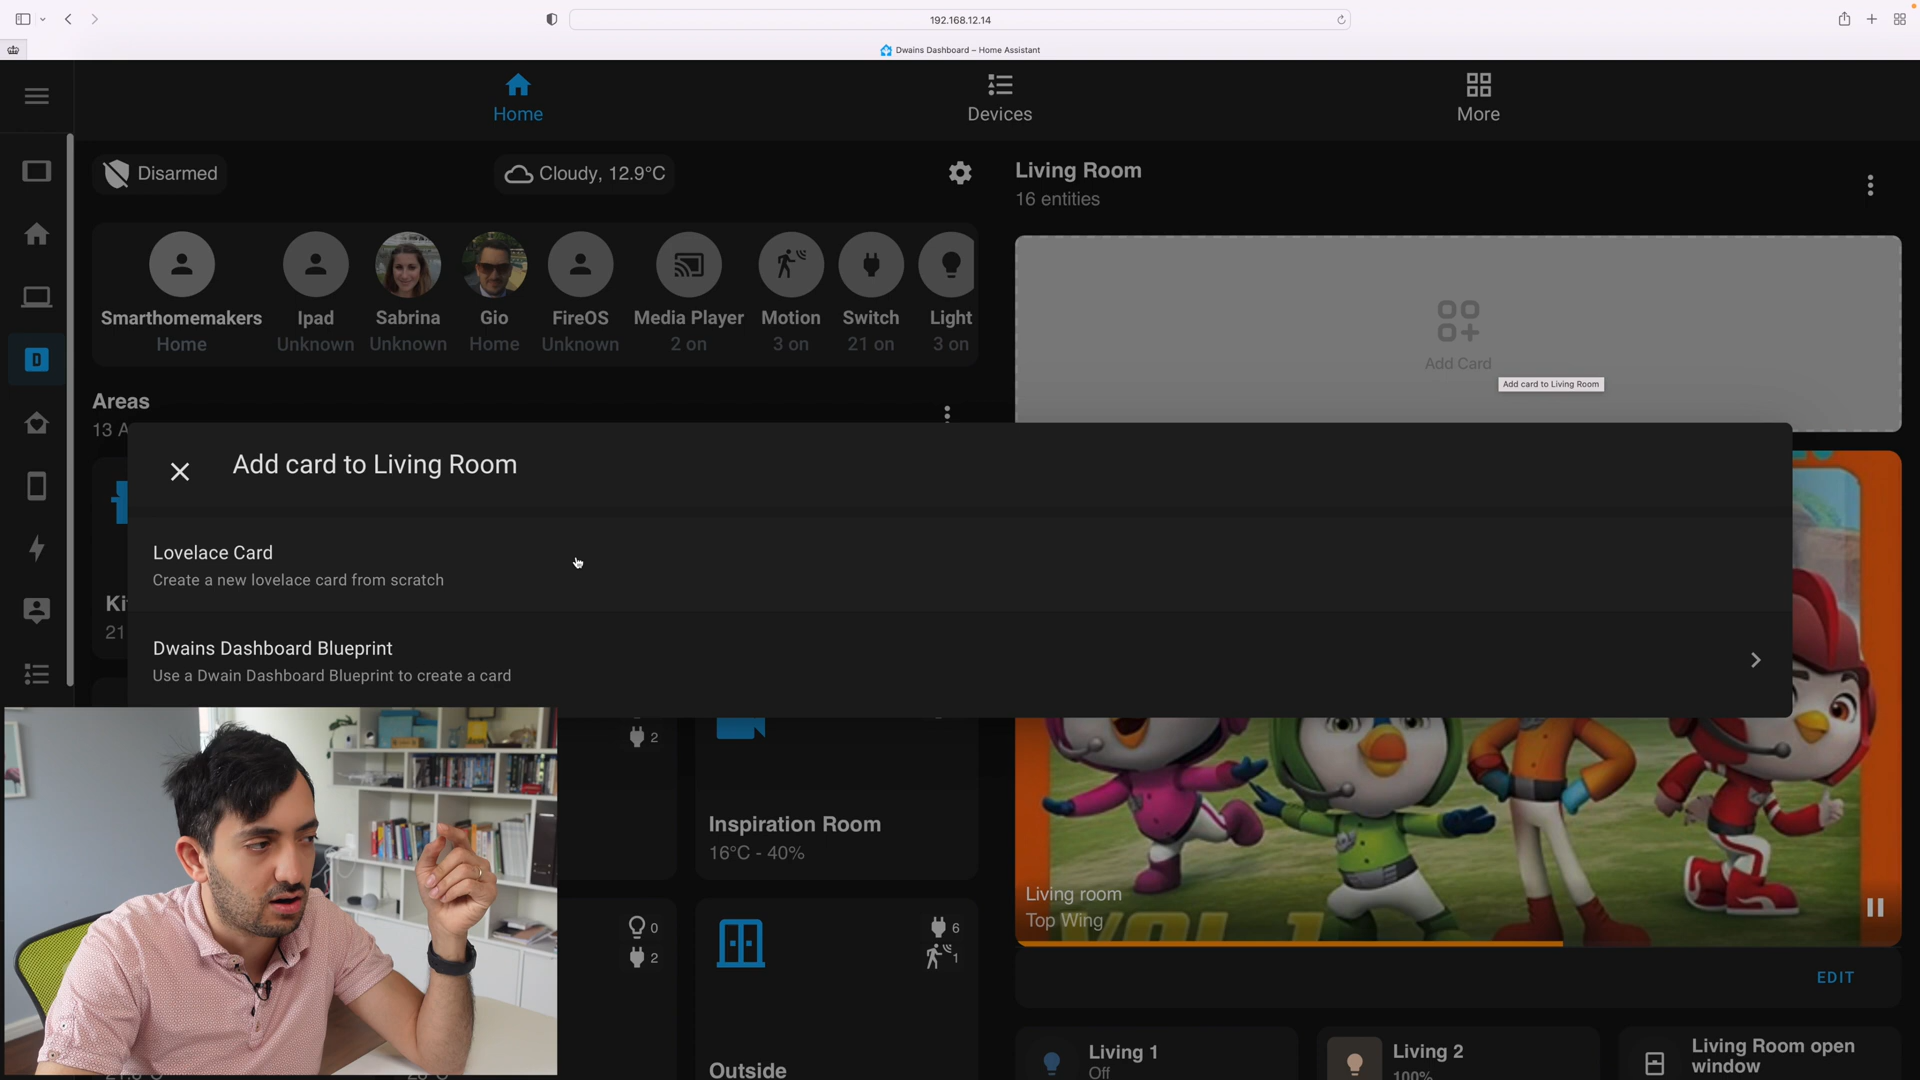 192.168.12.14
Dwains Dashboard – Home Assistant
Home
Devices
More
Disarmed
Cloudy, 12.9°C
Living Room
16 entities
D
Smarthomemakers
Home
Ipad
Unknown
Sabrina
Unknown
Gio
Home
FireOS
Unknown
Media Player
2 on
Motion
3 on
Switch
21 on
Light
3 on
Add Card
Add card to Living Room
Areas
13 A
Add card to Living Room
Lovelace Card
Create a new lovelace card from scratch
Ki
21
Dwains Dashboard Blueprint
Use a Dwain Dashboard Blueprint to create a card
2
Inspiration Room
16°C - 40%
0
2
6
1
Outside
Living room
Top Wing
EDIT
Living 1
Off
Living 2
100%
Living Room open
window